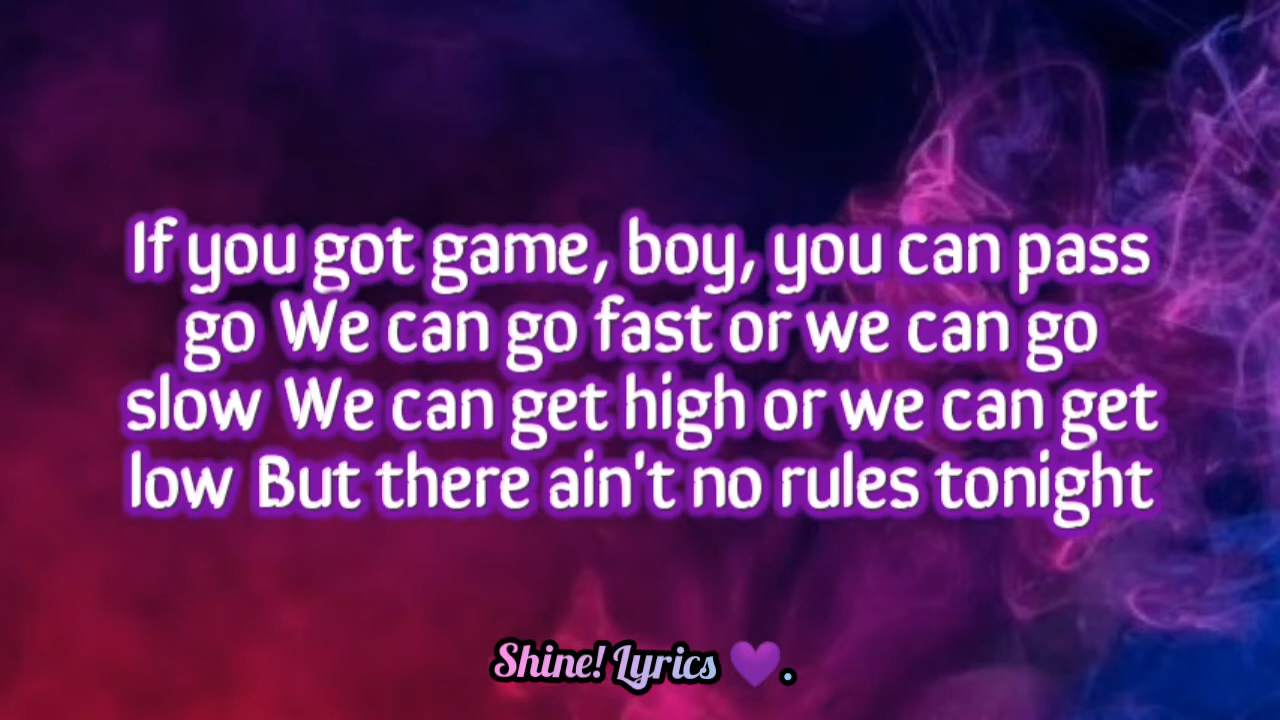 If you got game, boy, you can pass
go We can go fast or we can go
slow We can get high or we can get
low But there ain't no rules tonight
Shine! Lyrics 💜.